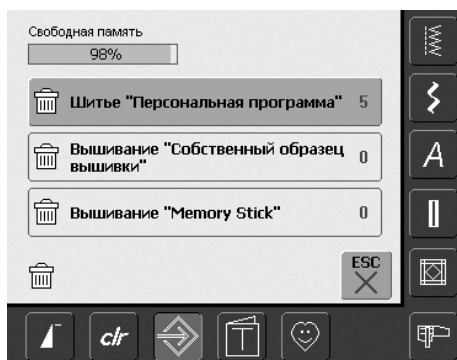 Свободная память
98%
Шитье "Персональная программа" 5
Вышивание "Собственный образец
вышивки" 0
Вышивание "Memory Stick" 0
ESC
A
clr